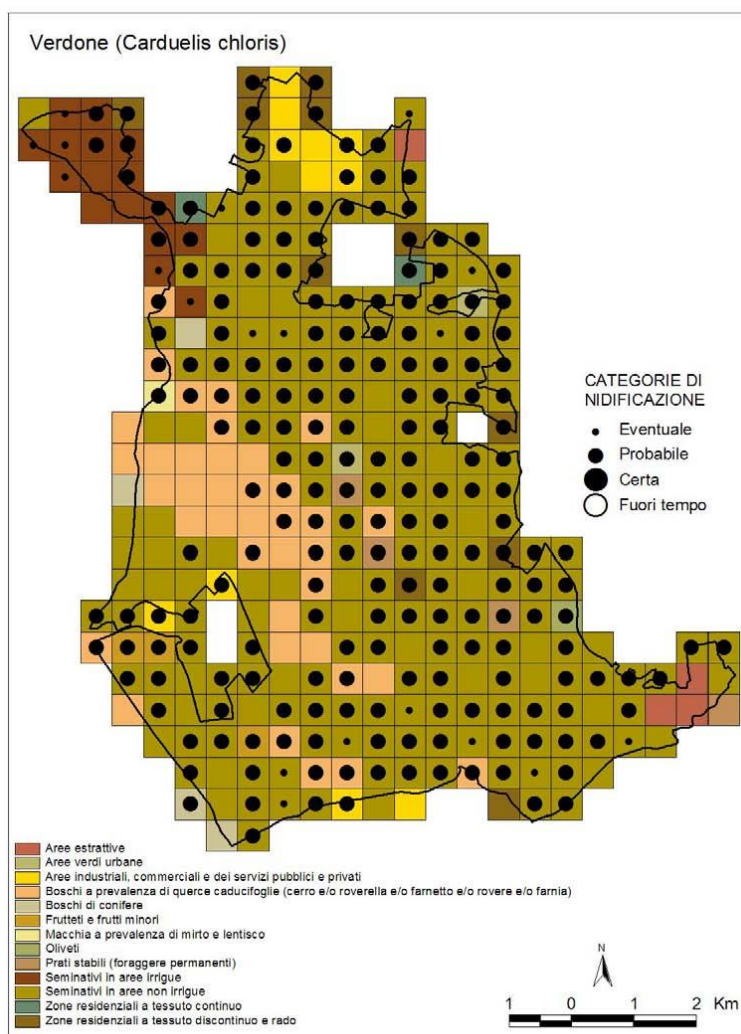 Verdone (Carduelis chloris)
CATEGORIE DI
NIDIFICAZIONE
Eventuale
Probabile
Certa
Fuori tempo
Aree estrattive
Aree verdi urbane
Aree industriali, commerciali e dei servizi pubblici e privati
Boschi a prevalenza di querce caducifoglie (cerro e/o roverella e/o farnetto e/o rovere e/o farnia)
Boschi di conifere
Frutteti e frutti minori
Macchia a prevalenza di mirto e lentisco
Oliveti
Prati stabili (foraggere permanenti)
Seminativi in aree irrigue
Seminativi in aree non irrigue
Zone residenziali a tessuto continuo
Zone residenziali a tessuto discontinuo e rado
N
1 0 1 2 Km